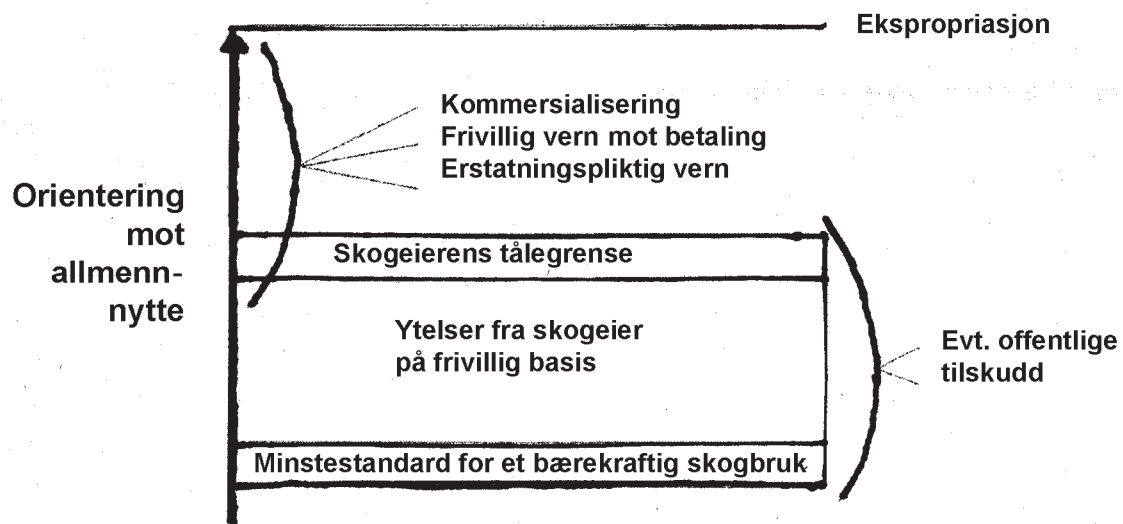 Ekspropriasjon
Kommersialisering
Frivillig vern mot betaling
Erstatningspliktig vern
Orientering
mot
allmenn-
nytte
Skogeierens tålegrense
Ytelser fra skogeier
på frivillig basis
Evt. offentlige
tilskudd
Minstestandard for et bærekraftig skogbruk